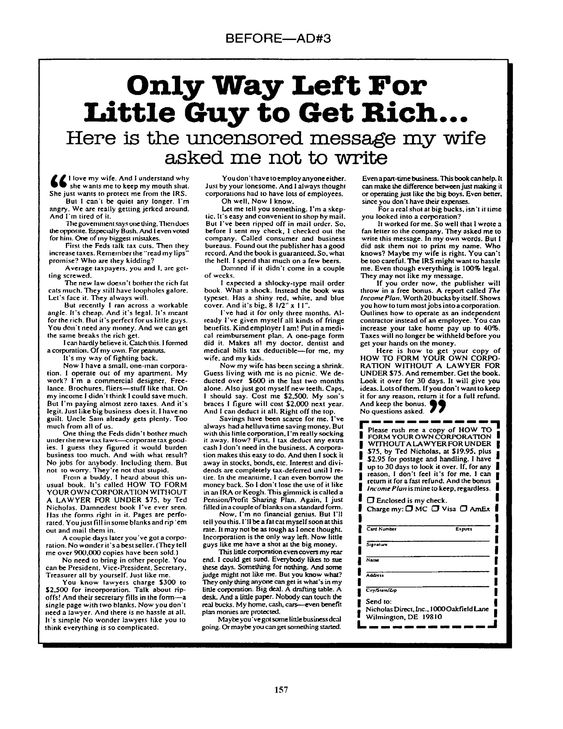 BEFORE—AD#3
Only Way Left For
Little Guy to Get Rich...
Here is the uncensored message my wife
asked me not to write
“I love my wife. And I understand why
she wants me to keep my mouth shut.
She just wants to protect me from the IRS.
But I can't be quiet any longer. I'm
angry. We are really getting jerked around.
And I'm tired of it.
The government says one thing. Then does
the opposite. Especially Bush. And I even voted
for him. One of my biggest mistakes.
First the Feds talk tax cuts. Then they
increase taxes. Remember the "read my lips"
promise? Who are they kidding?
Average taxpayers, you and I, are get-
ting screwed.
The new law doesn't bother the rich fat
cats much. They still have loopholes galore.
Let's face it. They always will.
But recently I ran across a workable
angle. It's cheap. And it's legal. It's meant
for the rich. But it's perfect for us little guys.
You don't need any money. And we can get
the same breaks the rich get.
I can hardly believe it. Catch this. I formed
a corporation. Of my own. For peanuts.
It's my way of fighting back.
Now I have a small, one-man corpora-
tion. I operate out of my apartment. My
work? I'm a commercial designer, Free-
lance. Brochures, fliers—stuff like that. On
my income I didn't think I could save much.
But I'm paying almost zero taxes. And it's
legit. Just like big business does it. I have no
guilt. Uncle Sam already gets plenty. Too
much from all of us.
One thing the Feds didn't bother much
under the new tax laws—corporate tax good-
ies. I guess they figured it would burden
business too much. And with what result?
No jobs for anybody. Including them. But
not to worry. They're not that stupid.
From a buddy, I heard about this un-
usual book. It's called HOW TO FORM
YOUR OWN CORPORATION WITHOUT
A LAWYER FOR UNDER $75, by Ted
Nicholas. Damnedest book I've ever seen.
Has the forms right in it. Pages are perfo-
rated. You just fill in some blanks and rip 'em
out and mail them in.
A couple days later you've got a corpo-
ration. No wonder it's a best seller. (They tell
me over 900,000 copies have been sold.)
No need to bring in other people. You
can be President, Vice-President, Secretary,
Treasurer all by yourself. Just like me.
You know lawyers charge $300 to
$2,500 for incorporation. Talk about rip-
offs! And their secretary fills in the form—a
single page with two blanks. Now you don't
need a lawyer. And there is no hassle at all.
It's simple No wonder lawyers like you to
think everything is so complicated.
You don't have to employ anyone either.
Just by your lonesome. And I always thought
corporations had to have lots of employees.
Oh well, Now I know.
Let me tell you something. I'm a skep-
tic. It's easy and convenient to shop by mail.
But I've been ripped off in mail order. So,
before I sent my check, I checked out the
company. Called consumer and business
bureaus. Found out the publisher has a good
record. And the book is guaranteed. So, what
the hell. I spend that much on a few beers.
Damned if it didn't come in a couple
of weeks.
I expected a shlocky-type mail order
book. What a shock. Instead the book was
typeset. Has a shiny red, white, and blue
cover. And it's big, 8 1/2" x 11".
I've had it for only three months. Al-
ready I've given myself all kinds of fringe
benefits. Kind employer I am! Put in a medi-
cal reimbursement plan. A one-page form
did it. Makes all my doctor, dentist and
medical bills tax deductible—for me, my
wife, and my kids.
Now my wife has been seeing a shrink.
Guess living with me is no picnic. We de-
ducted over $600 in the last two months
alone. Also just got myself new teeth. Caps,
I should say. Cost me $2,500. My son's
braces I figure will cost $2,000 next year.
And I can deduct it all. Right off the top.
Savings have been scarce for me. I've
always had a helluva time saving money. But
with this little corporation, I'm really socking
it away. How? First, I tax deduct any extra
cash I don't need in the business. A corpora-
tion makes this easy to do. And then I sock it
away in stocks, bonds, etc. Interest and divi-
dends are completely tax-deferred until I re-
tire. In the meantime, I can even borrow the
money back. So I don't lose the use of it like
in an IRA or Keogh. This gimmick is called a
Pension/Profit Sharing Plan. Again, I just
filled in a couple of blanks on a standard form.
Now, I'm no financial genius. But I'll
tell you this. I'll be a fat cat myself soon at this
rate. It may not be as tough as I once thought.
Incorporation is the only way left. Now little
guys like me have a shot at the big money.
This little corporation even covers my rear
end. I could get sued. Everybody likes to sue
these days. Something for nothing. And some
judge might not like me. But you know what?
They only thing anyone can get is what's in my
little corporation. Big deal. A drafting table. A
desk. And a little paper. Nobody can touch the
real bucks. My home, cash, cars—even benefit
plan monies are protected.
Maybe you've got some little business deal
going. Or maybe you can get something started.
Even a part-time business. This book can help. It
can make the difference between just making it
or operating just like the big boys. Even better,
since you don't have their expenses.
For a real shot at big bucks, isn't it time
you looked into a corporation?
It worked for me. So well that I wrote a
fan letter to the company. They asked me to
write this message. In my own words. But I
did ask them not to print my name. Who
knows? Maybe my wife is right. You can't
be too careful. The IRS might want to hassle
me. Even though everything is 100% legal.
They may not like my message.
If you order now, the publisher will
throw in a free bonus. A report called The
Income Plan. Worth 20 bucks by itself. Shows
you how to turn most jobs into a corporation.
Outlines how to operate as an independent
contractor instead of an employee. You can
increase your take home pay up to 40%.
Taxes will no longer be withheld before you
get your hands on the money.
Here is how to get your copy of
HOW TO FORM YOUR OWN CORPO-
RATION WITHOUT A LAWYER FOR
UNDER $75. And remember. Get the book.
Look it over for 30 days. It will give you
ideas. Lots of them. If you don't want to keep
it for any reason, return it for a full refund.
And keep the bonus.
No questions asked. ”
Please rush me a copy of HOW TO
FORM YOUR OWN CORPORATION
WITHOUT A LAWYER FOR UNDER
$75, by Ted Nicholas, at $19.95, plus
$2.95 for postage and handling. I have
up to 30 days to look it over. If, for any
reason, I don't feel it's for me, I can
return it for a fast refund. And the bonus
Income Plan is mine to keep, regardless.
❒ Enclosed is my check.
Charge my: ❒ MC ❒ Visa ❒ AmEx
Card Number Expires
Signature
Name
Address
City/State/Zip
Send to:
Nicholas Direct, Inc., 1000 Oakfield Lane
Wilmington, DE 19810
157